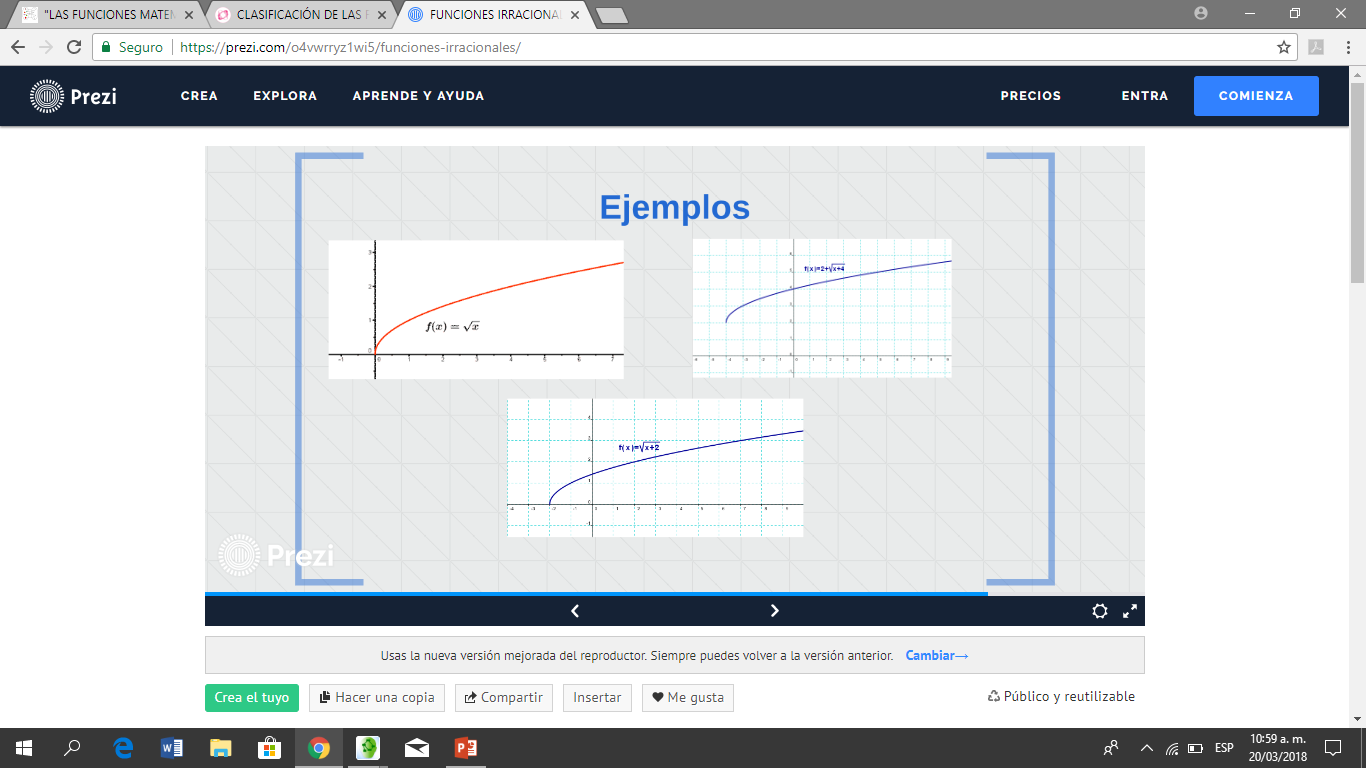 "LAS FUNCIONES MATEM
CLASIFICACIÓN DE LAS F
FUNCIONES IRRACIONAL
Seguro
https://prezi.com/o4vwrryz1wi5/funciones-irracionales/
Prezi
CREA
EXPLORA
APRENDE Y AYUDA
PRECIOS
ENTRA
COMIENZA
Ejemplos
f(x) = √x
f(x)=2+√x+4
f(x)=√x+2
Prezi
Usas la nueva versión mejorada del reproductor. Siempre puedes volver a la versión anterior. Cambiar→
Crea el tuyo
Hacer una copia
Compartir
Insertar
Me gusta
Público y reutilizable
ESP
10:59 a. m.
20/03/2018